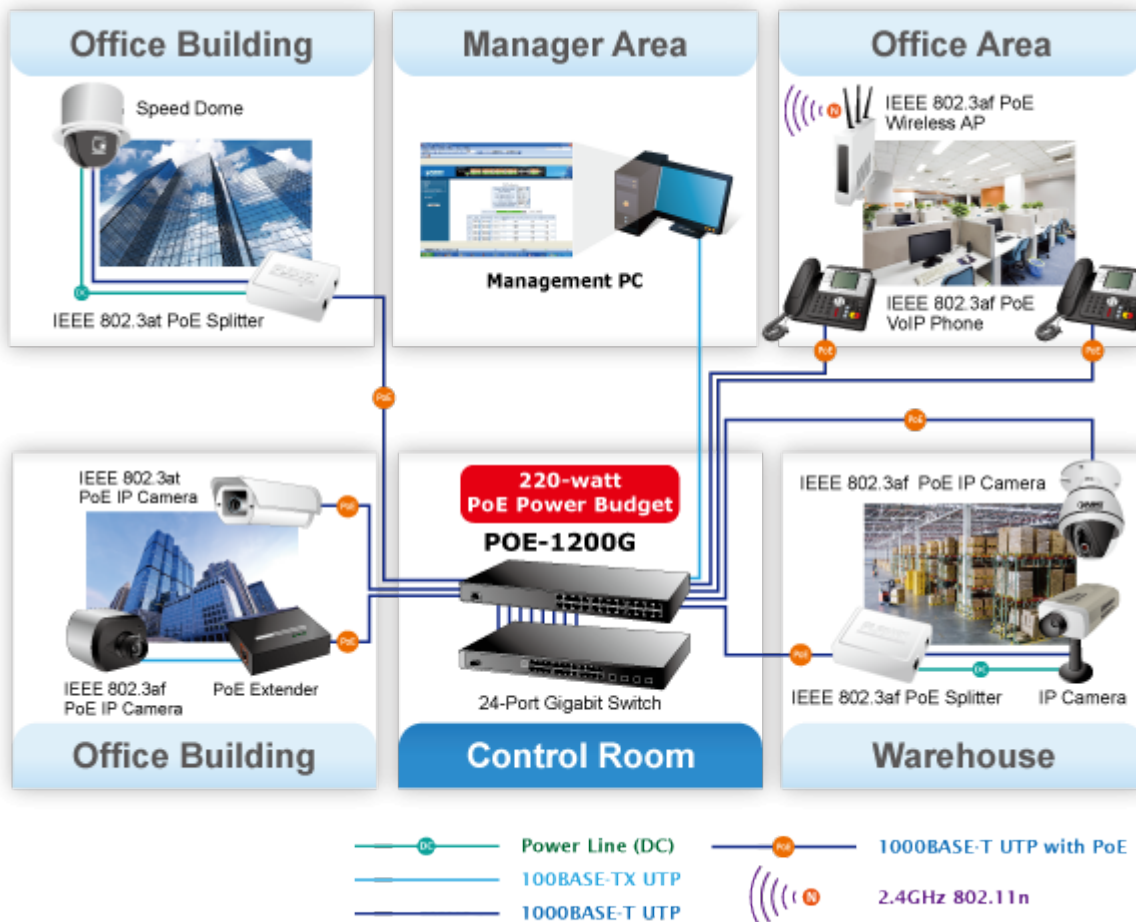 Office Building
Speed Dome
DC
IEEE 802.3at PoE Splitter
Manager Area
Management PC
Office Area
N
IEEE 802.3af PoE
Wireless AP
IEEE 802.3af PoE
VoIP Phone
PoE
PoE
PoE
PoE
IEEE 802.3at
PoE IP Camera
PoE
PoE
IEEE 802.3af
PoE IP Camera
PoE Extender
Office Building
220-watt
PoE Power Budget
POE-1200G
24-Port Gigabit Switch
Control Room
IEEE 802.3af PoE IP Camera
PoE
DC
IEEE 802.3af PoE Splitter
IP Camera
Warehouse
DC
Power Line (DC)
100BASE-TX UTP
1000BASE-T UTP
PoE
1000BASE-T UTP with PoE
N
2.4GHz 802.11n